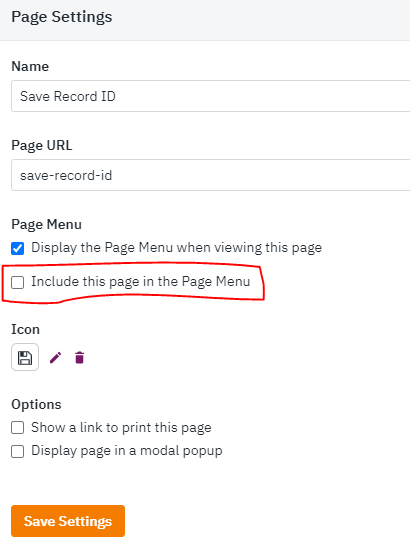 Page Settings
Name
Save Record ID
Page URL
save-record-id
Page Menu
Display the Page Menu when viewing this page
Include this page in the Page Menu
Icon
Options
Show a link to print this page
Display page in a modal popup
Save Settings